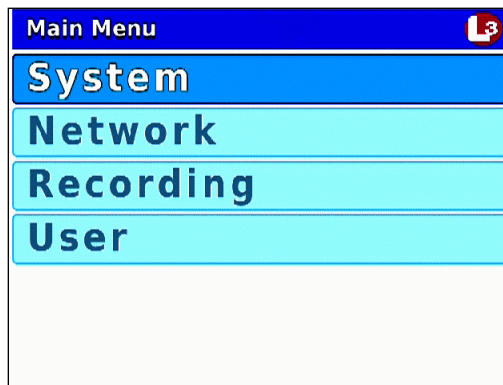 Main Menu
L3
System
Network
Recording
User